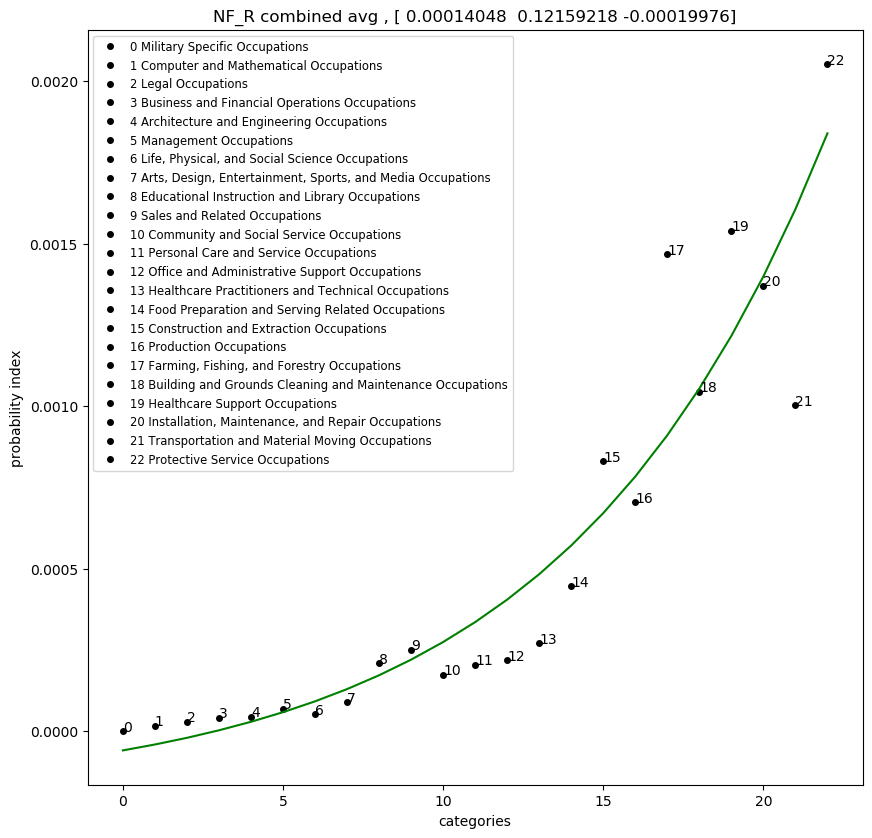 NF_R combined avg , [ 0.00014048  0.12159218 -0.00019976]
0 Military Specific Occupations
1 Computer and Mathematical Occupations
2 Legal Occupations
3 Business and Financial Operations Occupations
4 Architecture and Engineering Occupations
5 Management Occupations
6 Life, Physical, and Social Science Occupations
7 Arts, Design, Entertainment, Sports, and Media Occupations
8 Educational Instruction and Library Occupations
9 Sales and Related Occupations
10 Community and Social Service Occupations
11 Personal Care and Service Occupations
12 Office and Administrative Support Occupations
13 Healthcare Practitioners and Technical Occupations
14 Food Preparation and Serving Related Occupations
15 Construction and Extraction Occupations
16 Production Occupations
17 Farming, Fishing, and Forestry Occupations
18 Building and Grounds Cleaning and Maintenance Occupations
19 Healthcare Support Occupations
20 Installation, Maintenance, and Repair Occupations
21 Transportation and Material Moving Occupations
22 Protective Service Occupations
probability index
0.0020
0.0015
0.0010
0.0005
0.0000
0
1
2
3
4
5
6
7
8
9
10
11
12
13
14
15
16
17
18
19
20
21
22
0
5
10
15
20
categories